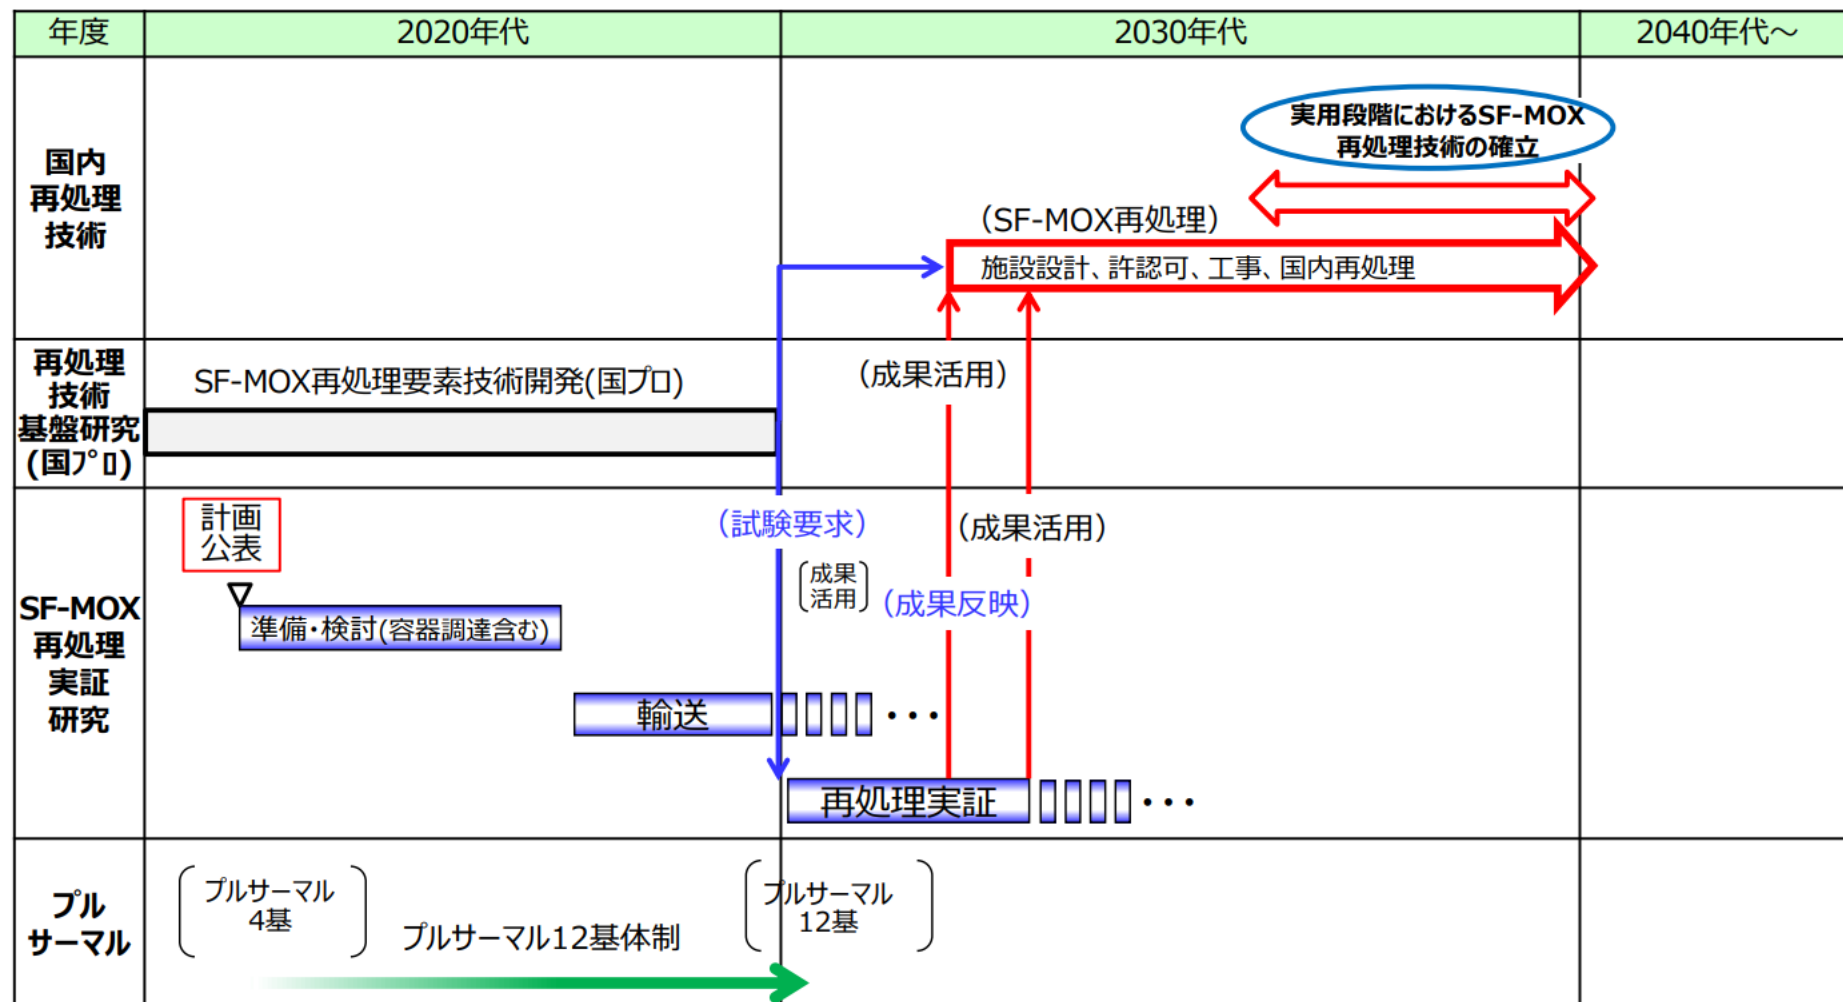 年度
2020年代
2030年代
2040年代～
国内
再処理
技術
実用段階におけるSF-MOX
再処理技術の確立
（SF-MOX再処理）
施設設計、許認可、工事、国内再処理
再処理
技術
基盤研究
(国プロ)
SF-MOX再処理要素技術開発(国プロ)
（成果活用）
SF-MOX
再処理
実証
研究
計画
公表
（試験要求）
（成果活用）
成果
活用
（成果反映）
準備・検討(容器調達含む)
輸送
・・・
再処理実証
・・・
プル
サーマル
プルサーマル
4基
プルサーマル12基体制
プルサーマル
12基